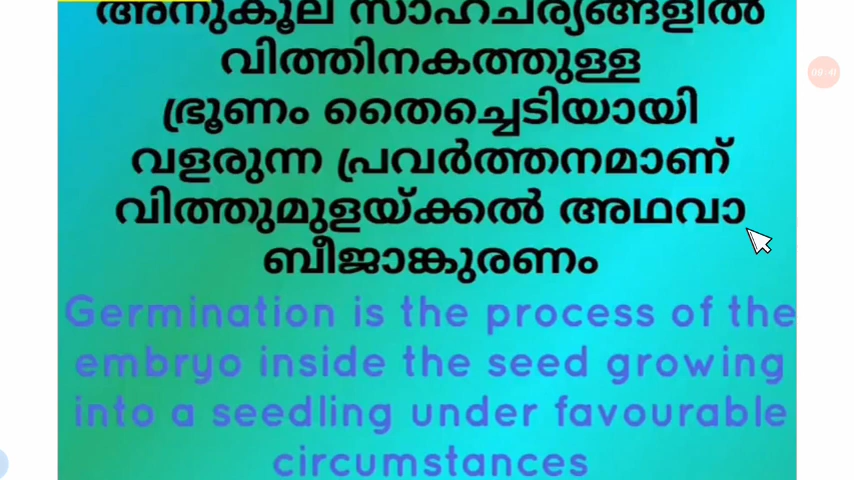 അനുകൂല സാഹചര്യങ്ങളിൽ
വിത്തിനകത്തുള്ള
ഭ്രൂണം തൈച്ചെടിയായി
വളരുന്ന പ്രവർത്തനമാണ്
വിത്തുമുളയ്ക്കൽ അഥവാ
ബീജാങ്കുരണം
Germination is the process of the
embryo inside the seed growing
into a seedling under favourable
circumstances